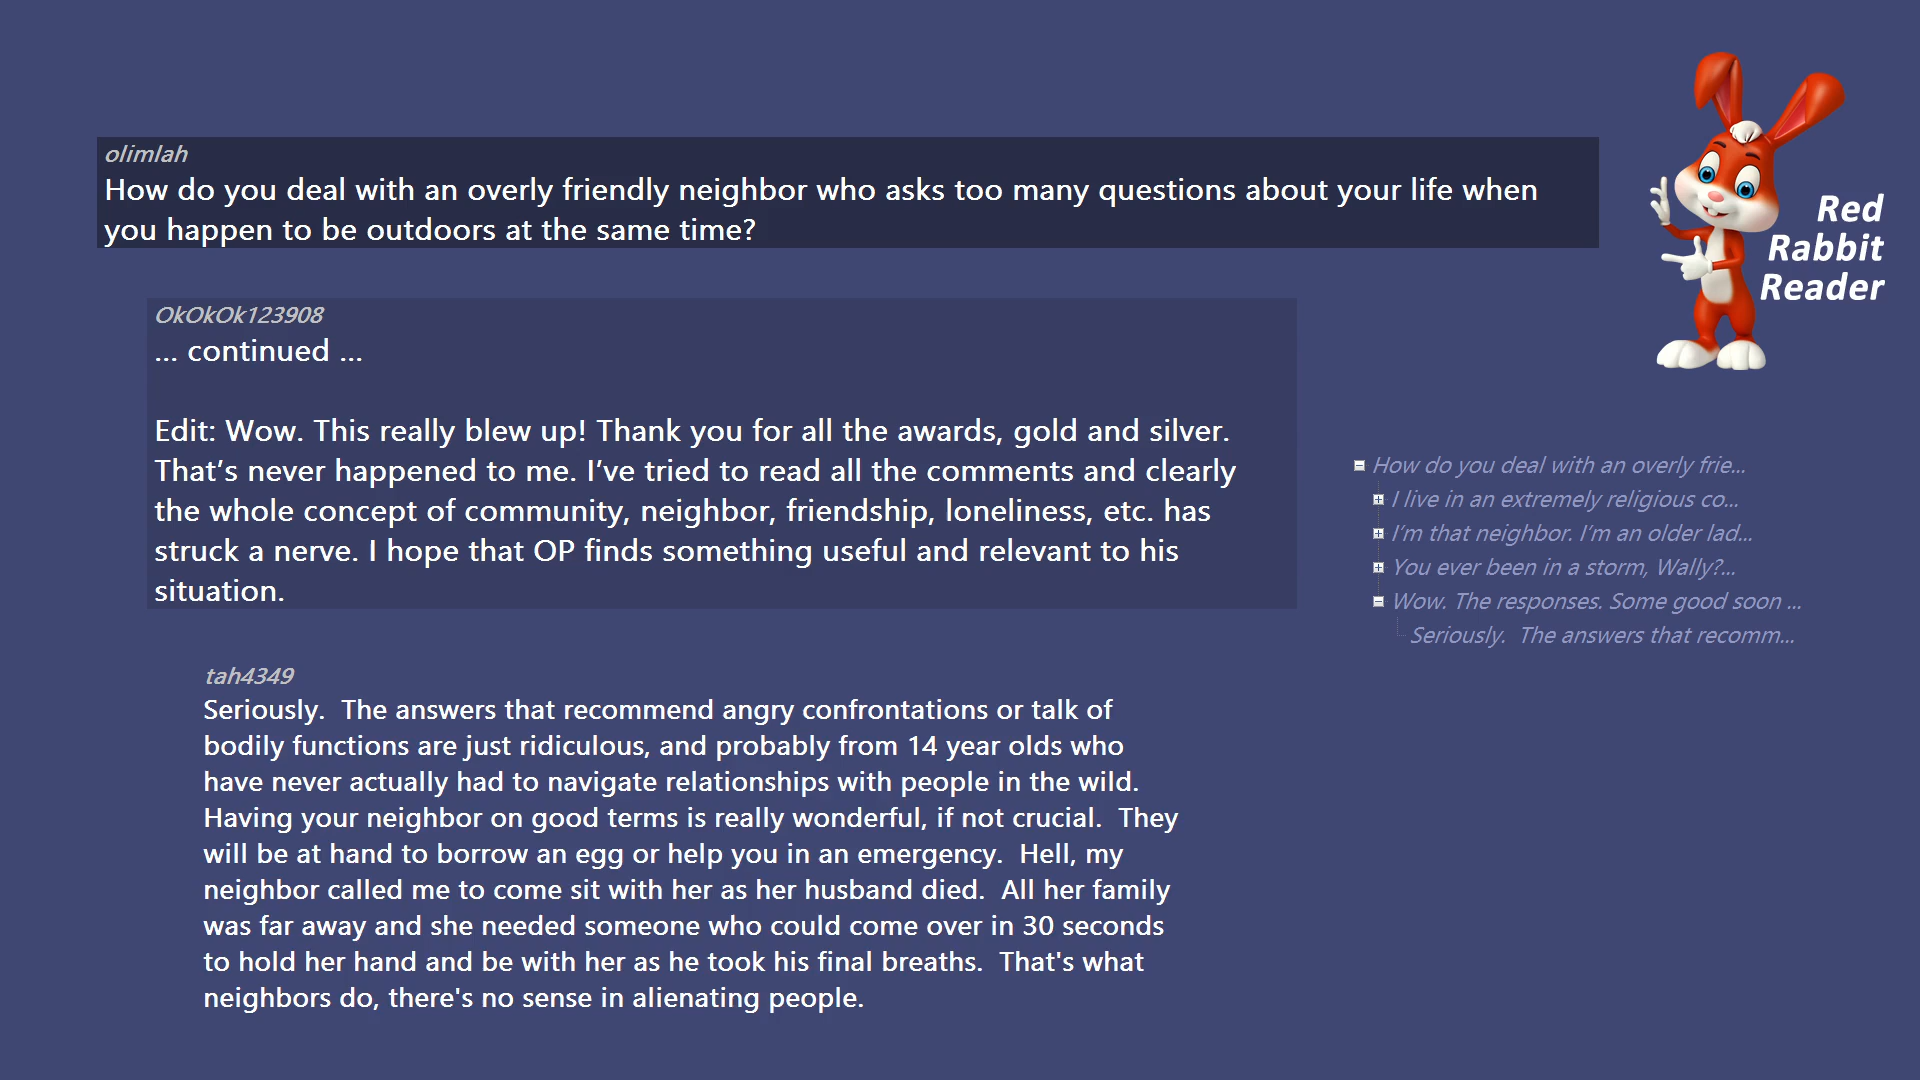 olimlah
How do you deal with an overly friendly neighbor who asks too many questions about your life when
you happen to be outdoors at the same time?
Red
Rabbit
Reader
OkOkOk123908
... continued ...
Edit: Wow. This really blew up! Thank you for all the awards, gold and silver.
That’s never happened to me. I’ve tried to read all the comments and clearly
the whole concept of community, neighbor, friendship, loneliness, etc. has
struck a nerve. I hope that OP finds something useful and relevant to his
situation.
How do you deal with an overly frie...
I live in an extremely religious co...
I’m that neighbor. I’m an older lad...
You ever been in a storm, Wally?...
Wow. The responses. Some good soon ...
Seriously.  The answers that recomm...
tah4349
Seriously.  The answers that recommend angry confrontations or talk of
bodily functions are just ridiculous, and probably from 14 year olds who
have never actually had to navigate relationships with people in the wild.
Having your neighbor on good terms is really wonderful, if not crucial.  They
will be at hand to borrow an egg or help you in an emergency.  Hell, my
neighbor called me to come sit with her as her husband died.  All her family
was far away and she needed someone who could come over in 30 seconds
to hold her hand and be with her as he took his final breaths.  That's what
neighbors do, there's no sense in alienating people.